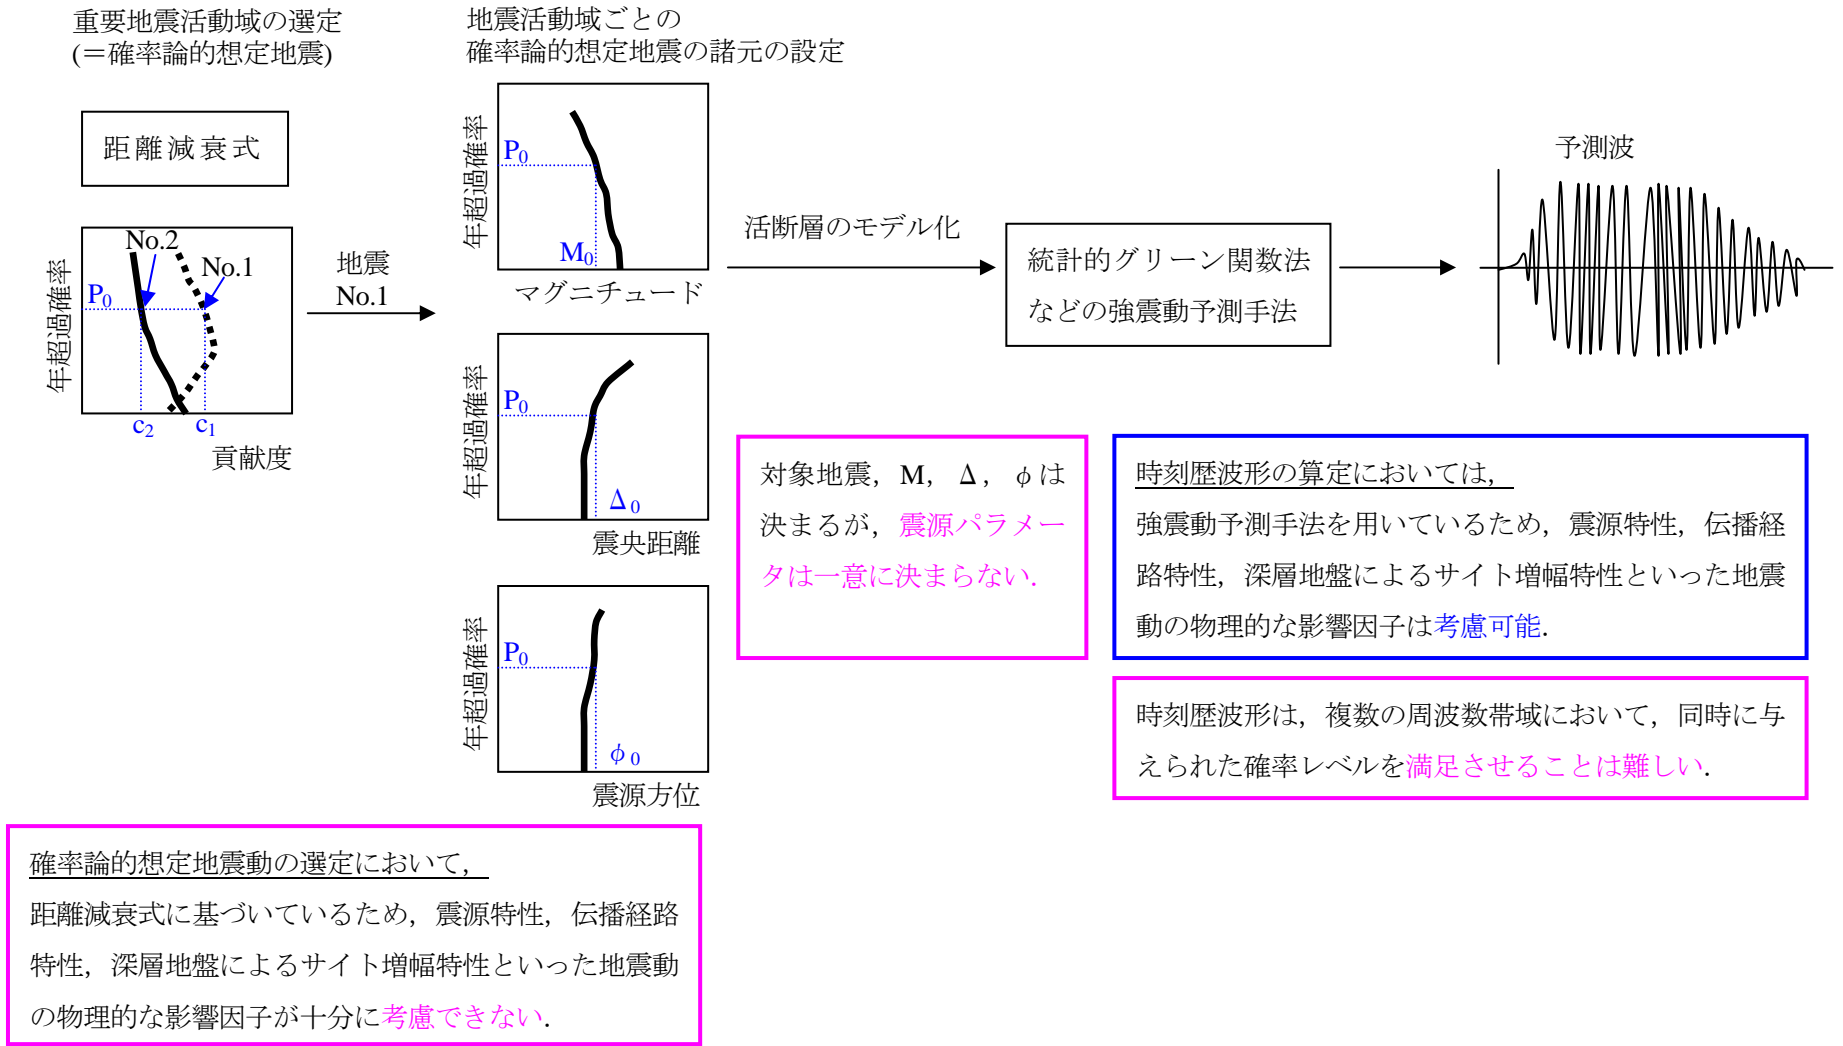 重要地震活動域の選定
(＝確率論的想定地震)
距離減衰式
No.2
No.1
P0
年超過確率
c2
c1
貢献度
地震
No.1
地震活動域ごとの
確率論的想定地震の諸元の設定
年超過確率
P0
M0
マグニチュード
年超過確率
P0
Δ0
震央距離
年超過確率
P0
φ0
震源方位
活断層のモデル化
統計的グリーン関数法
などの強震動予測手法
予測波
対象地震，M，Δ，φは
決まるが，震源パラメー
タは一意に決まらない．
時刻歴波形の算定においては，
強震動予測手法を用いているため，震源特性，伝播経
路特性，深層地盤によるサイト増幅特性といった地震
動の物理的な影響因子は考慮可能．
時刻歴波形は，複数の周波数帯域において，同時に与
えられた確率レベルを満足させることは難しい．
確率論的想定地震動の選定において，
距離減衰式に基づいているため，震源特性，伝播経路
特性，深層地盤によるサイト増幅特性といった地震動
の物理的な影響因子が十分に考慮できない．